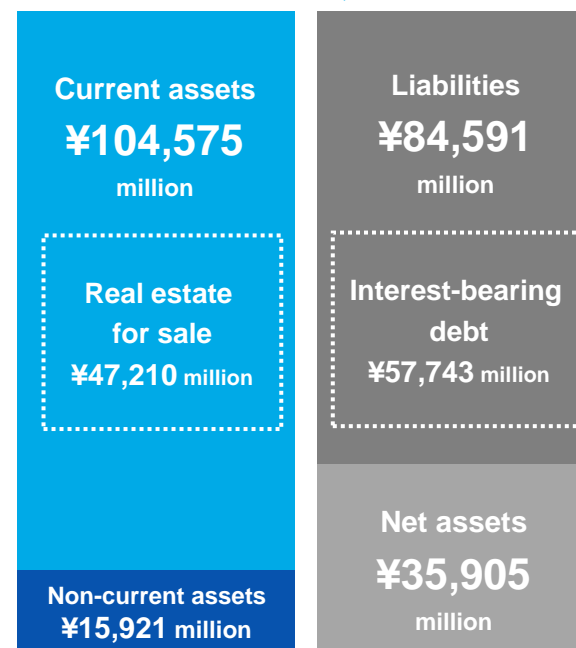 Current assets
¥104,575
million
Real estate
for sale
¥47,210 million
Non-current assets
¥15,921 million
Liabilities
¥84,591
million
Interest-bearing
debt
¥57,743 million
Net assets
¥35,905
million